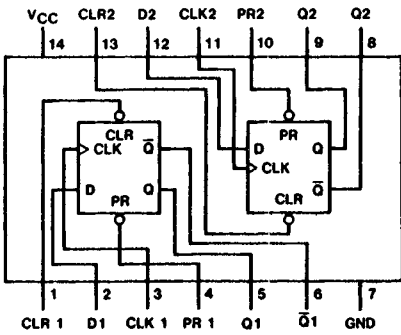 VCC CLR2 D2 CLK2 PR2 Q2 Q2
14 13 12 11 10 9 8
CLR Q̅
CLK
D Q
PR
PR
D Q
CLK
Q̅
CLR
1 2 3 4 5 6 7
CLR 1 D1 CLK 1 PR 1 Q1 Q̅1 GND